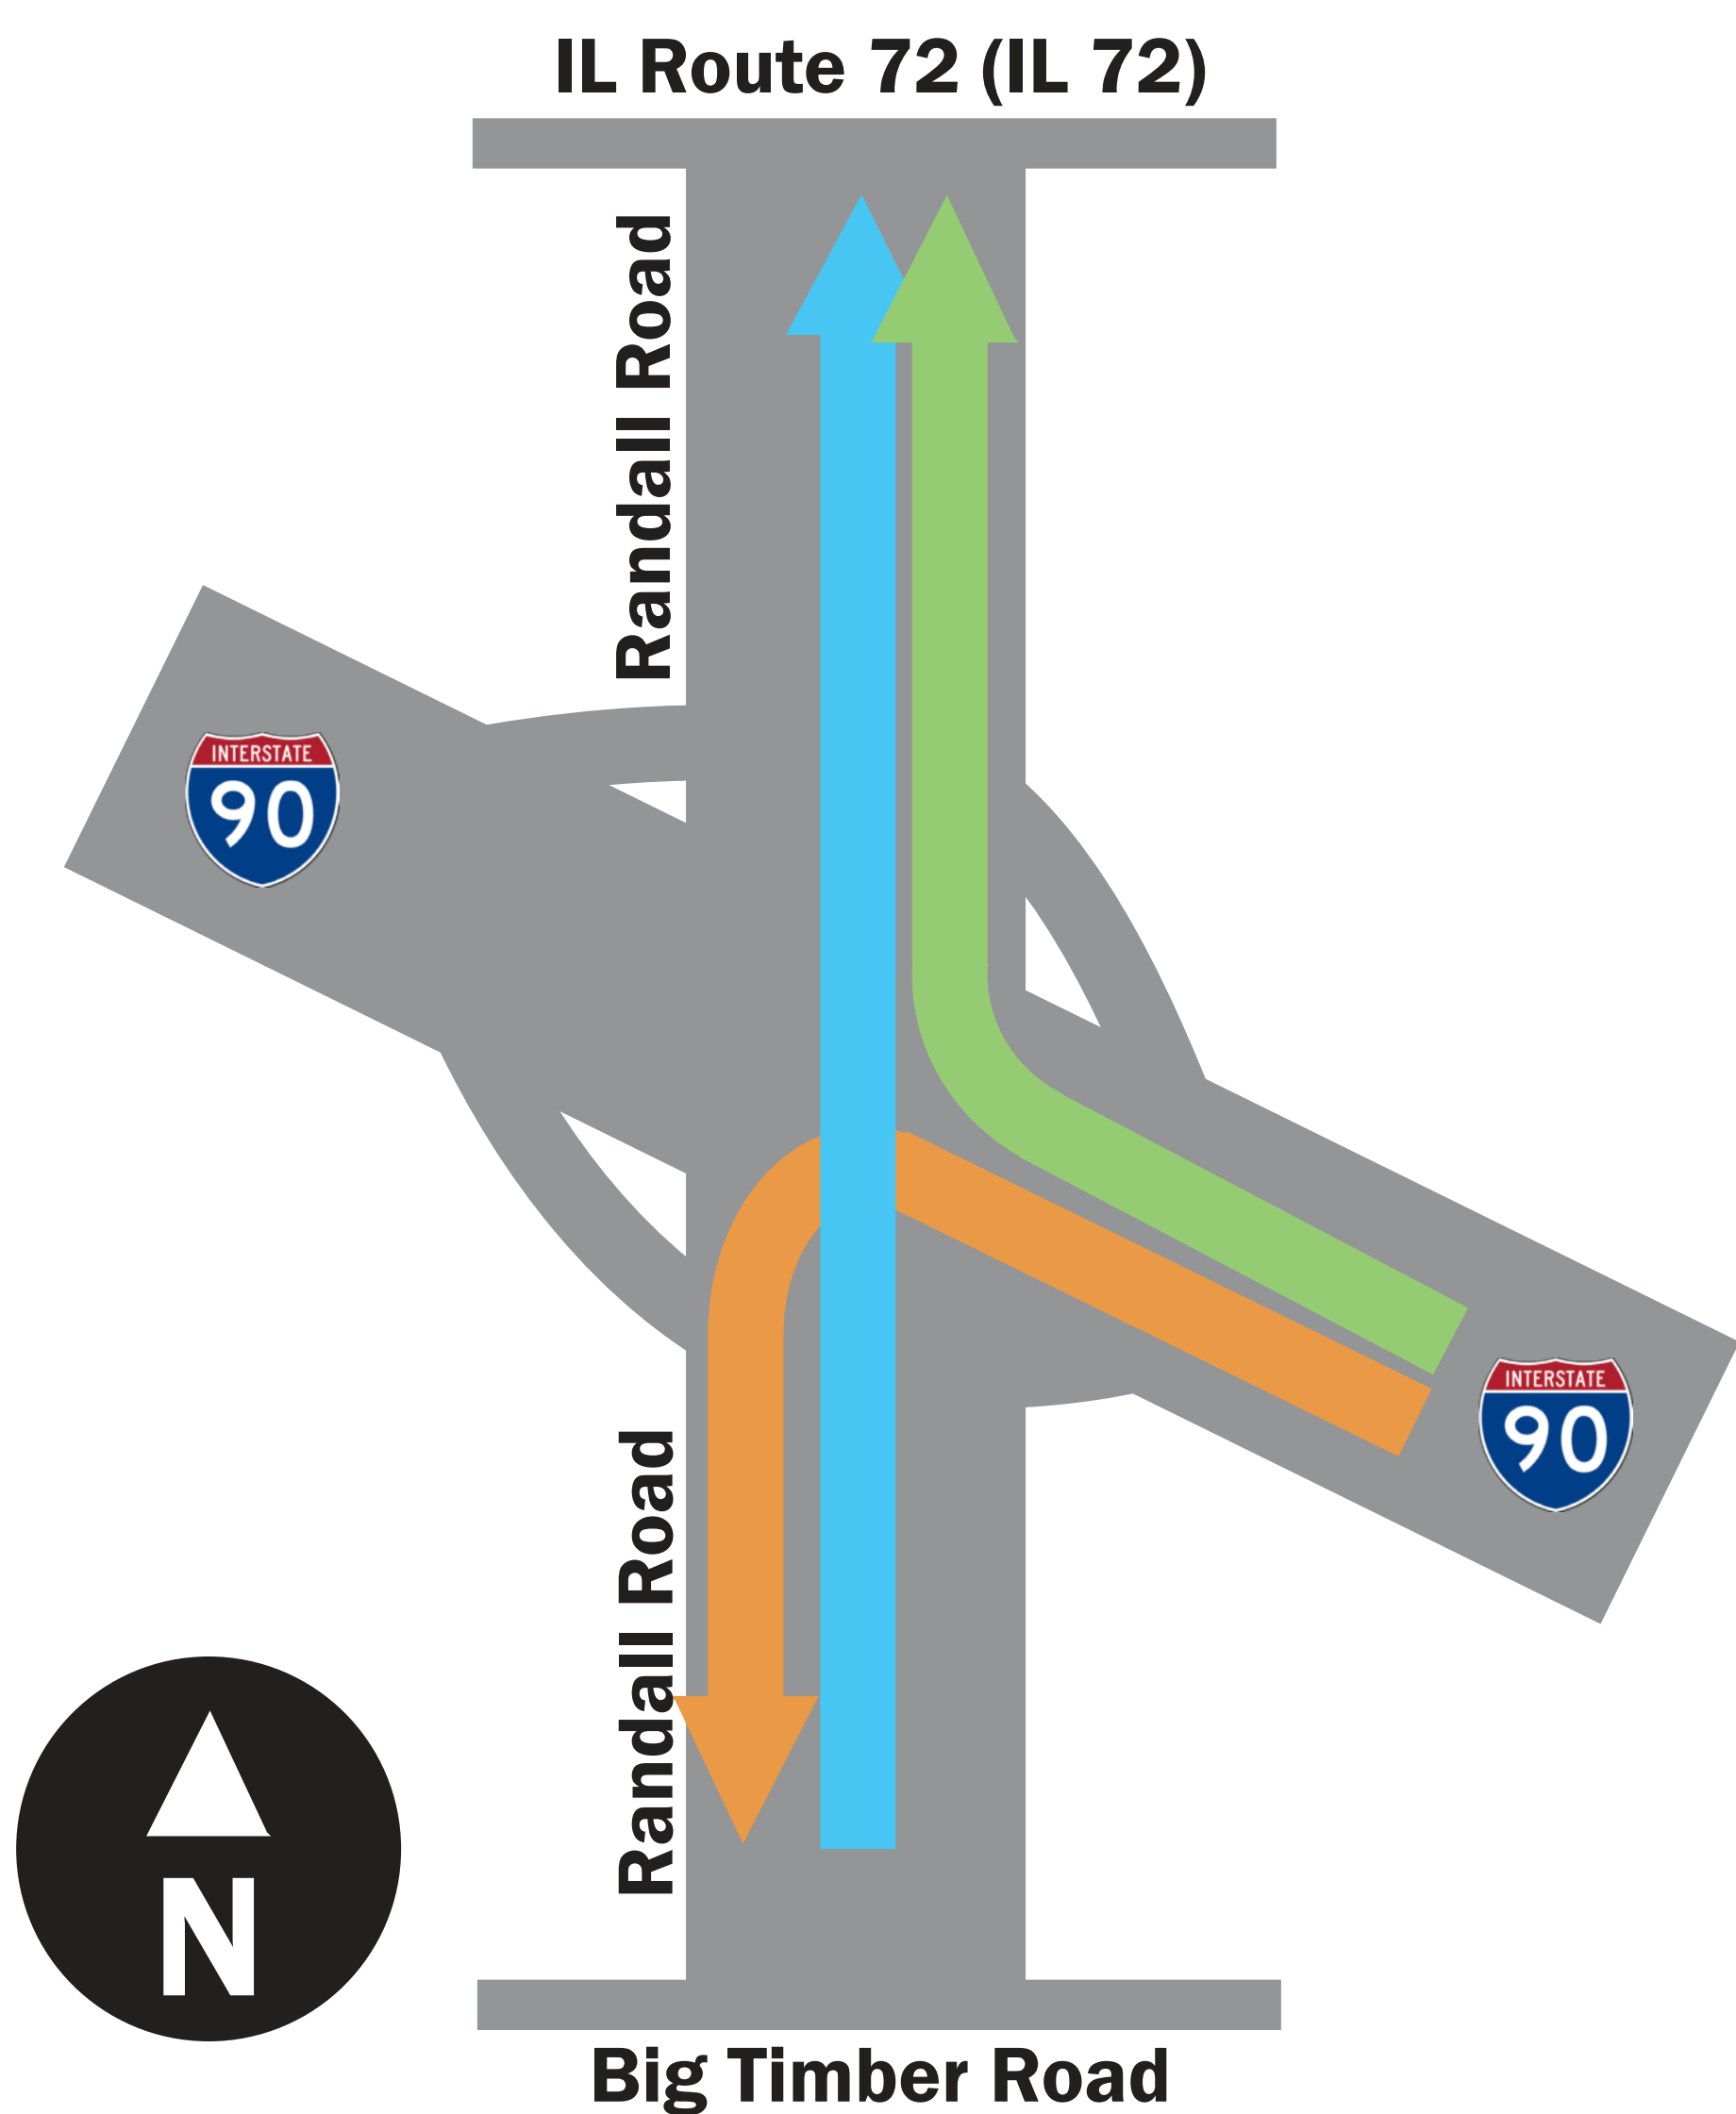 IL Route 72 (IL 72)
Randall Road
INTERSTATE
90
INTERSTATE
90
Randall Road
N
Big Timber Road